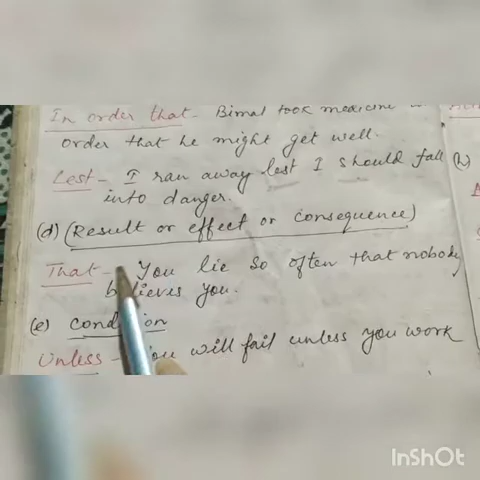 In order that - Bimal took medicine
order that he might get well.
Lest - I ran away lest I should fall (h)
into danger.
(d) (Result or effect or consequence)
That - You lie so often that nobody
believes you.
(e) condition
Unless - You will fail unless you work
InShOt